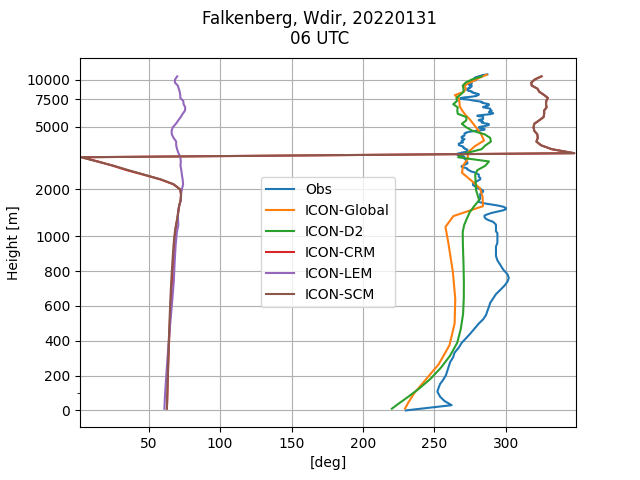 Falkenberg, Wdir, 20220131
06 UTC
Height [m]
10000
7500
5000
2000
1000
800
600
400
200
0
Obs
ICON-Global
ICON-D2
ICON-CRM
ICON-LEM
ICON-SCM
50
100
150
200
250
300
[deg]